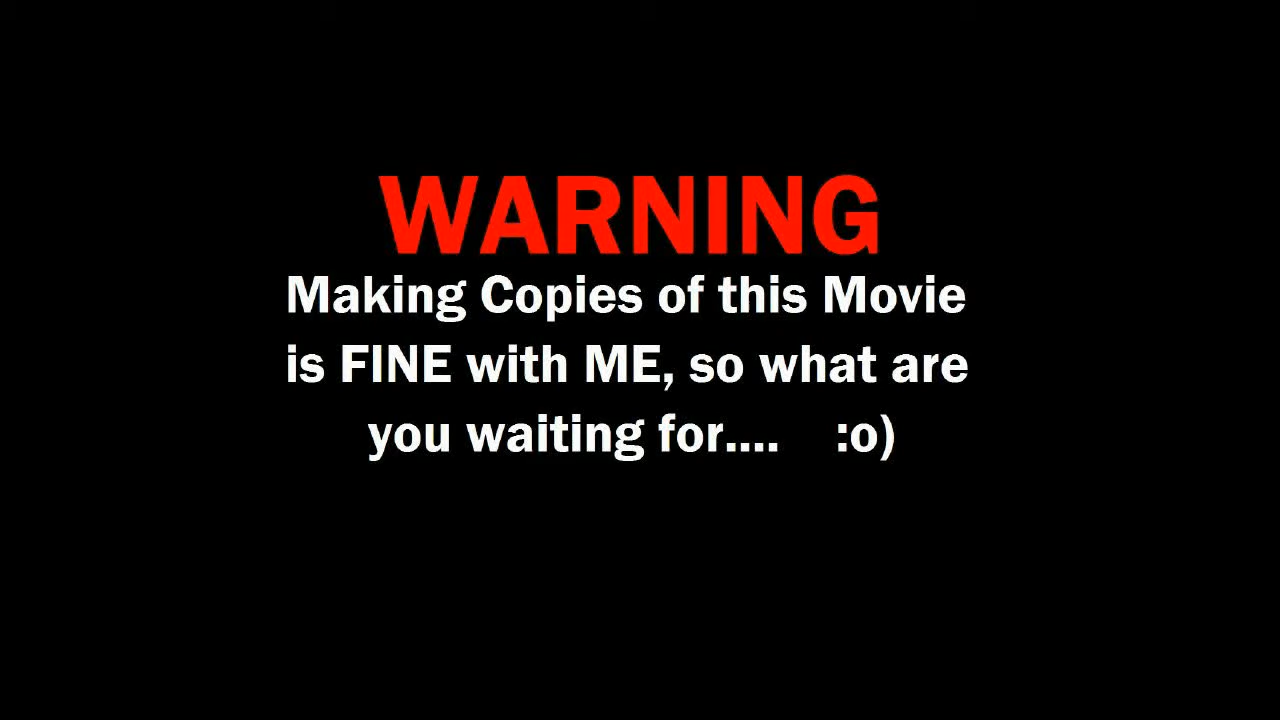 WARNING
Making Copies of this Movie
is FINE with ME, so what are
you waiting for.... :o)